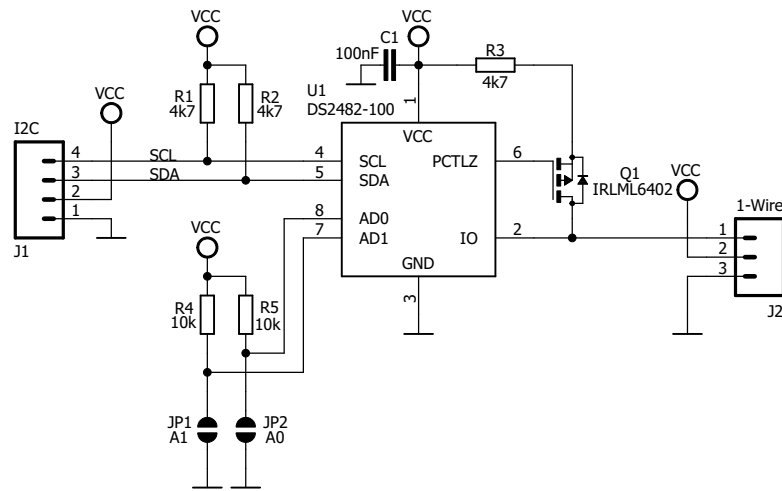 VCC
VCC
C1
100nF
R3
4k7
VCC
R1
4k7
R2
4k7
U1
DS2482-100
1
VCC
I2C
4
SCL
4
SCL
PCTLZ
6
3
SDA
5
SDA
2
1
J1
Q1
IRLML6402
VCC
8
AD0
7
AD1
IO
2
1-Wire
1
2
3
J2
VCC
GND
3
R4
10k
R5
10k
JP1
A1
JP2
A0